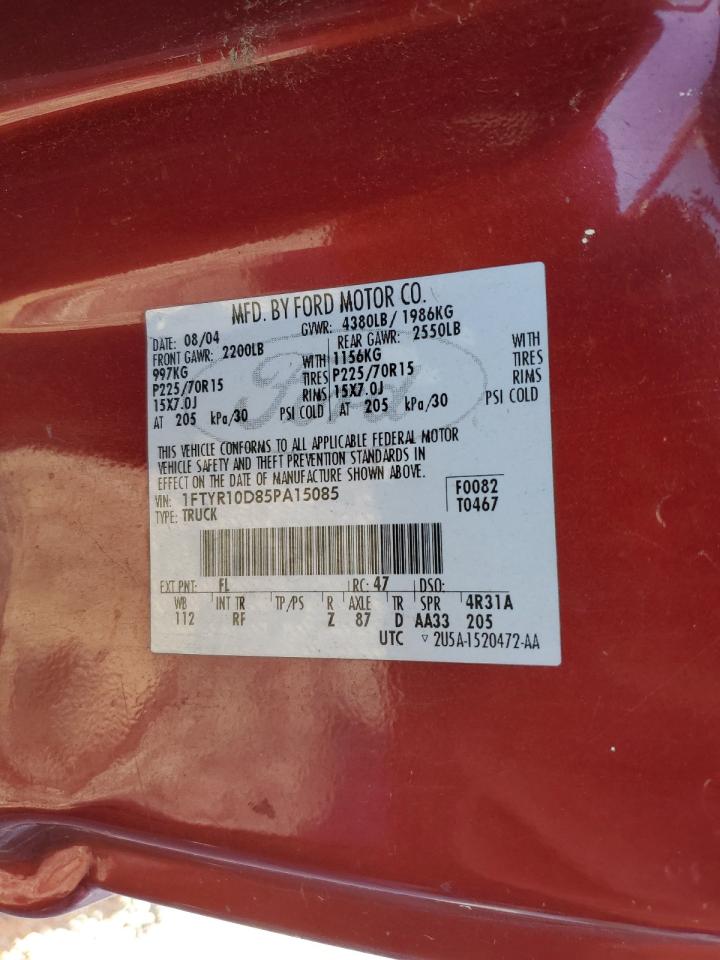 MFD. BY FORD MOTOR CO.
DATE: 08/04 GVWR: 4380LB/ 1986KG
FRONT GAWR: 2200LB REAR GAWR: 2550LB
997KG WITH 1156KG WITH
P225/70R15 TIRES P225/70R15 TIRES
15X7.0J RIMS 15X7.0J RIMS
AT 205 kPa/30 PSI COLD AT 205 kPa/30 PSI COLD
Ford
THIS VEHICLE CONFORMS TO ALL APPLICABLE FEDERAL MOTOR
VEHICLE SAFETY AND THEFT PREVENTION STANDARDS IN
EFFECT ON THE DATE OF MANUFACTURE SHOWN ABOVE.
VIN: 1FTYR10D85PA15085 F0082
TYPE: TRUCK T0467
EXT PNT: FL RC: 47 DSO:
WB INT TR TP/PS R AXLE TR SPR 4R31A
112 RF Z 87 D AA33 205
UTC ▽ 2U5A-1520472-AA